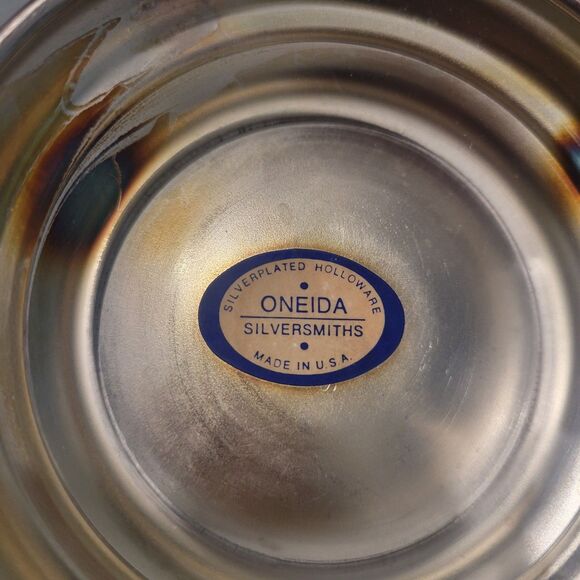 SILVERPLATED HOLLOWARE
ONEIDA
SILVERSMITHS
MADE IN U.S.A.